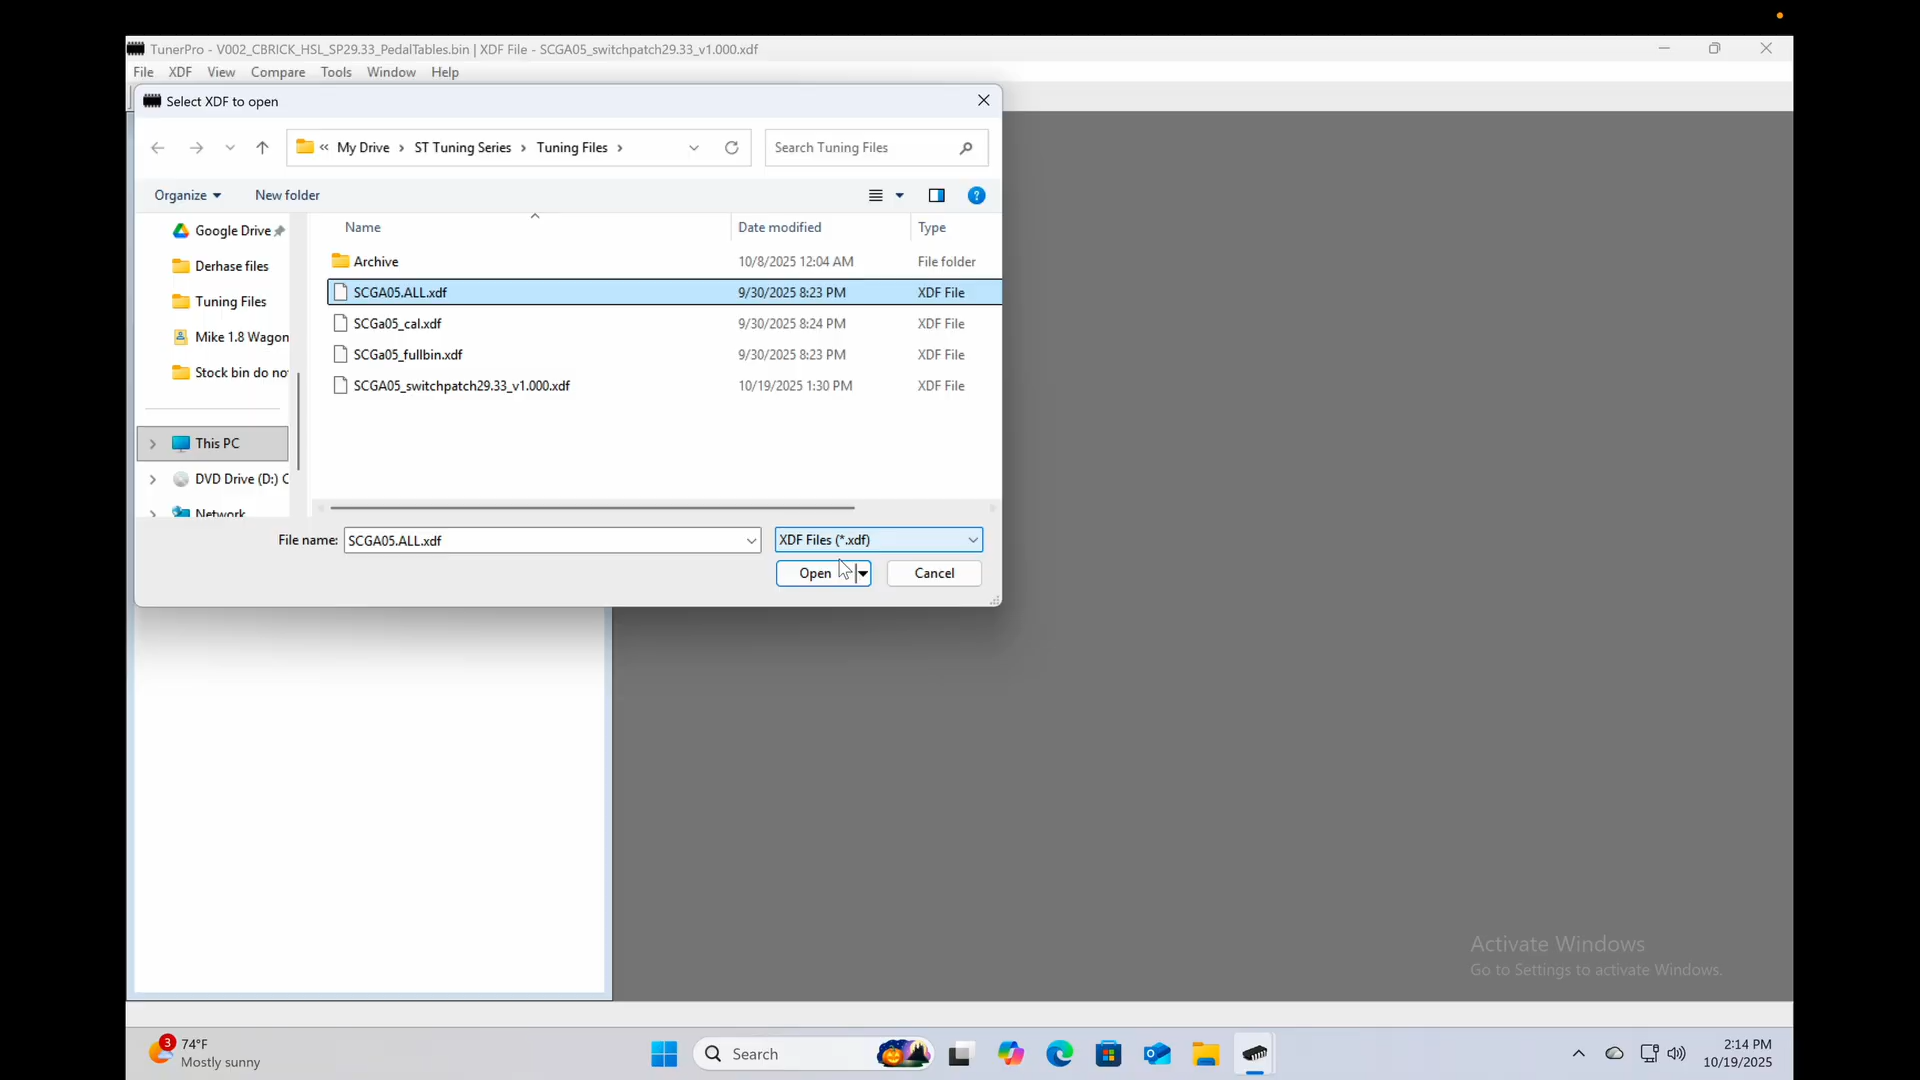 TunerPro - V002_CBRICK_HSL_SP29.33_PedalTables.bin | XDF File - SCGA05_switchpatch29.33_v1.000.xdf
File XDF View Compare Tools Window Help
Select XDF to open
« My Drive › ST Tuning Series › Tuning Files ›
Search Tuning Files
Organize New folder
Name Date modified Type
Google Drive
Derhase files
Tuning Files
Mike 1.8 Wagon
Stock bin do no
This PC
DVD Drive (D:) C
Network
Archive 10/8/2025 12:04 AM File folder
SCGA05.ALL.xdf 9/30/2025 8:23 PM XDF File
SCGa05_cal.xdf 9/30/2025 8:24 PM XDF File
SCGa05_fullbin.xdf 9/30/2025 8:23 PM XDF File
SCGA05_switchpatch29.33_v1.000.xdf 10/19/2025 1:30 PM XDF File
File name: SCGA05.ALL.xdf XDF Files (*.xdf)
Open Cancel
Activate Windows
Go to Settings to activate Windows.
3
74°F
Mostly sunny
Search
2:14 PM
10/19/2025